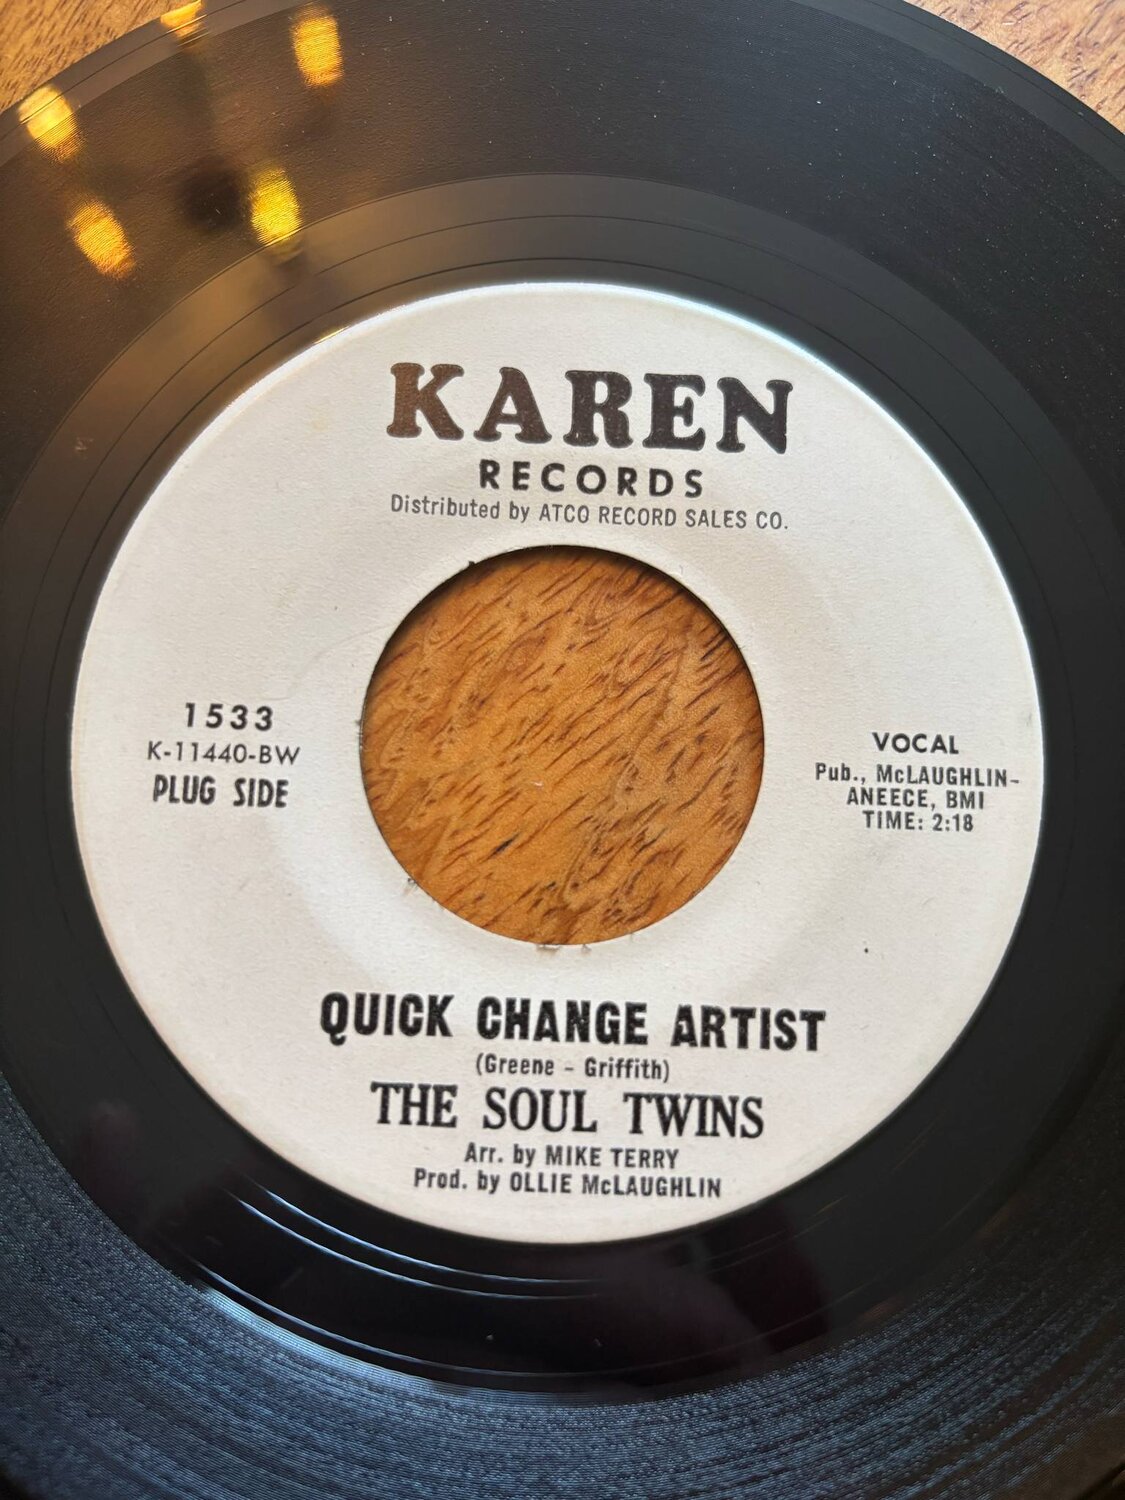 KAREN
RECORDS
Distributed by ATCO RECORD SALES CO.
1533
K-11440-BW
PLUG SIDE
VOCAL
Pub., McLAUGHLIN-
ANEECE, BMI
TIME: 2:18
QUICK CHANGE ARTIST
(Greene - Griffith)
THE SOUL TWINS
Arr. by MIKE TERRY
Prod. by OLLIE McLAUGHLIN